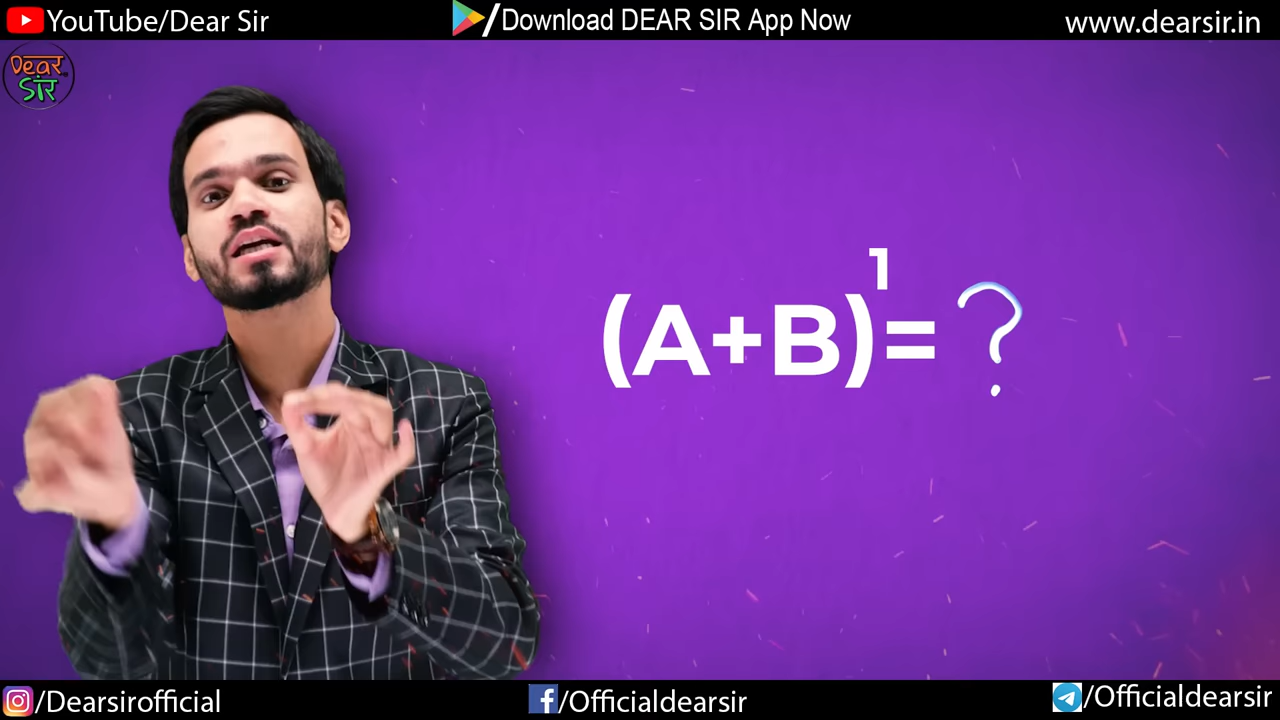 YouTube/Dear Sir
/Download DEAR SIR App Now
www.dearsir.in
Dear
Sir
(A+B)¹= ?
/Dearsirofficial
/Officialdearsir
/Officialdearsir